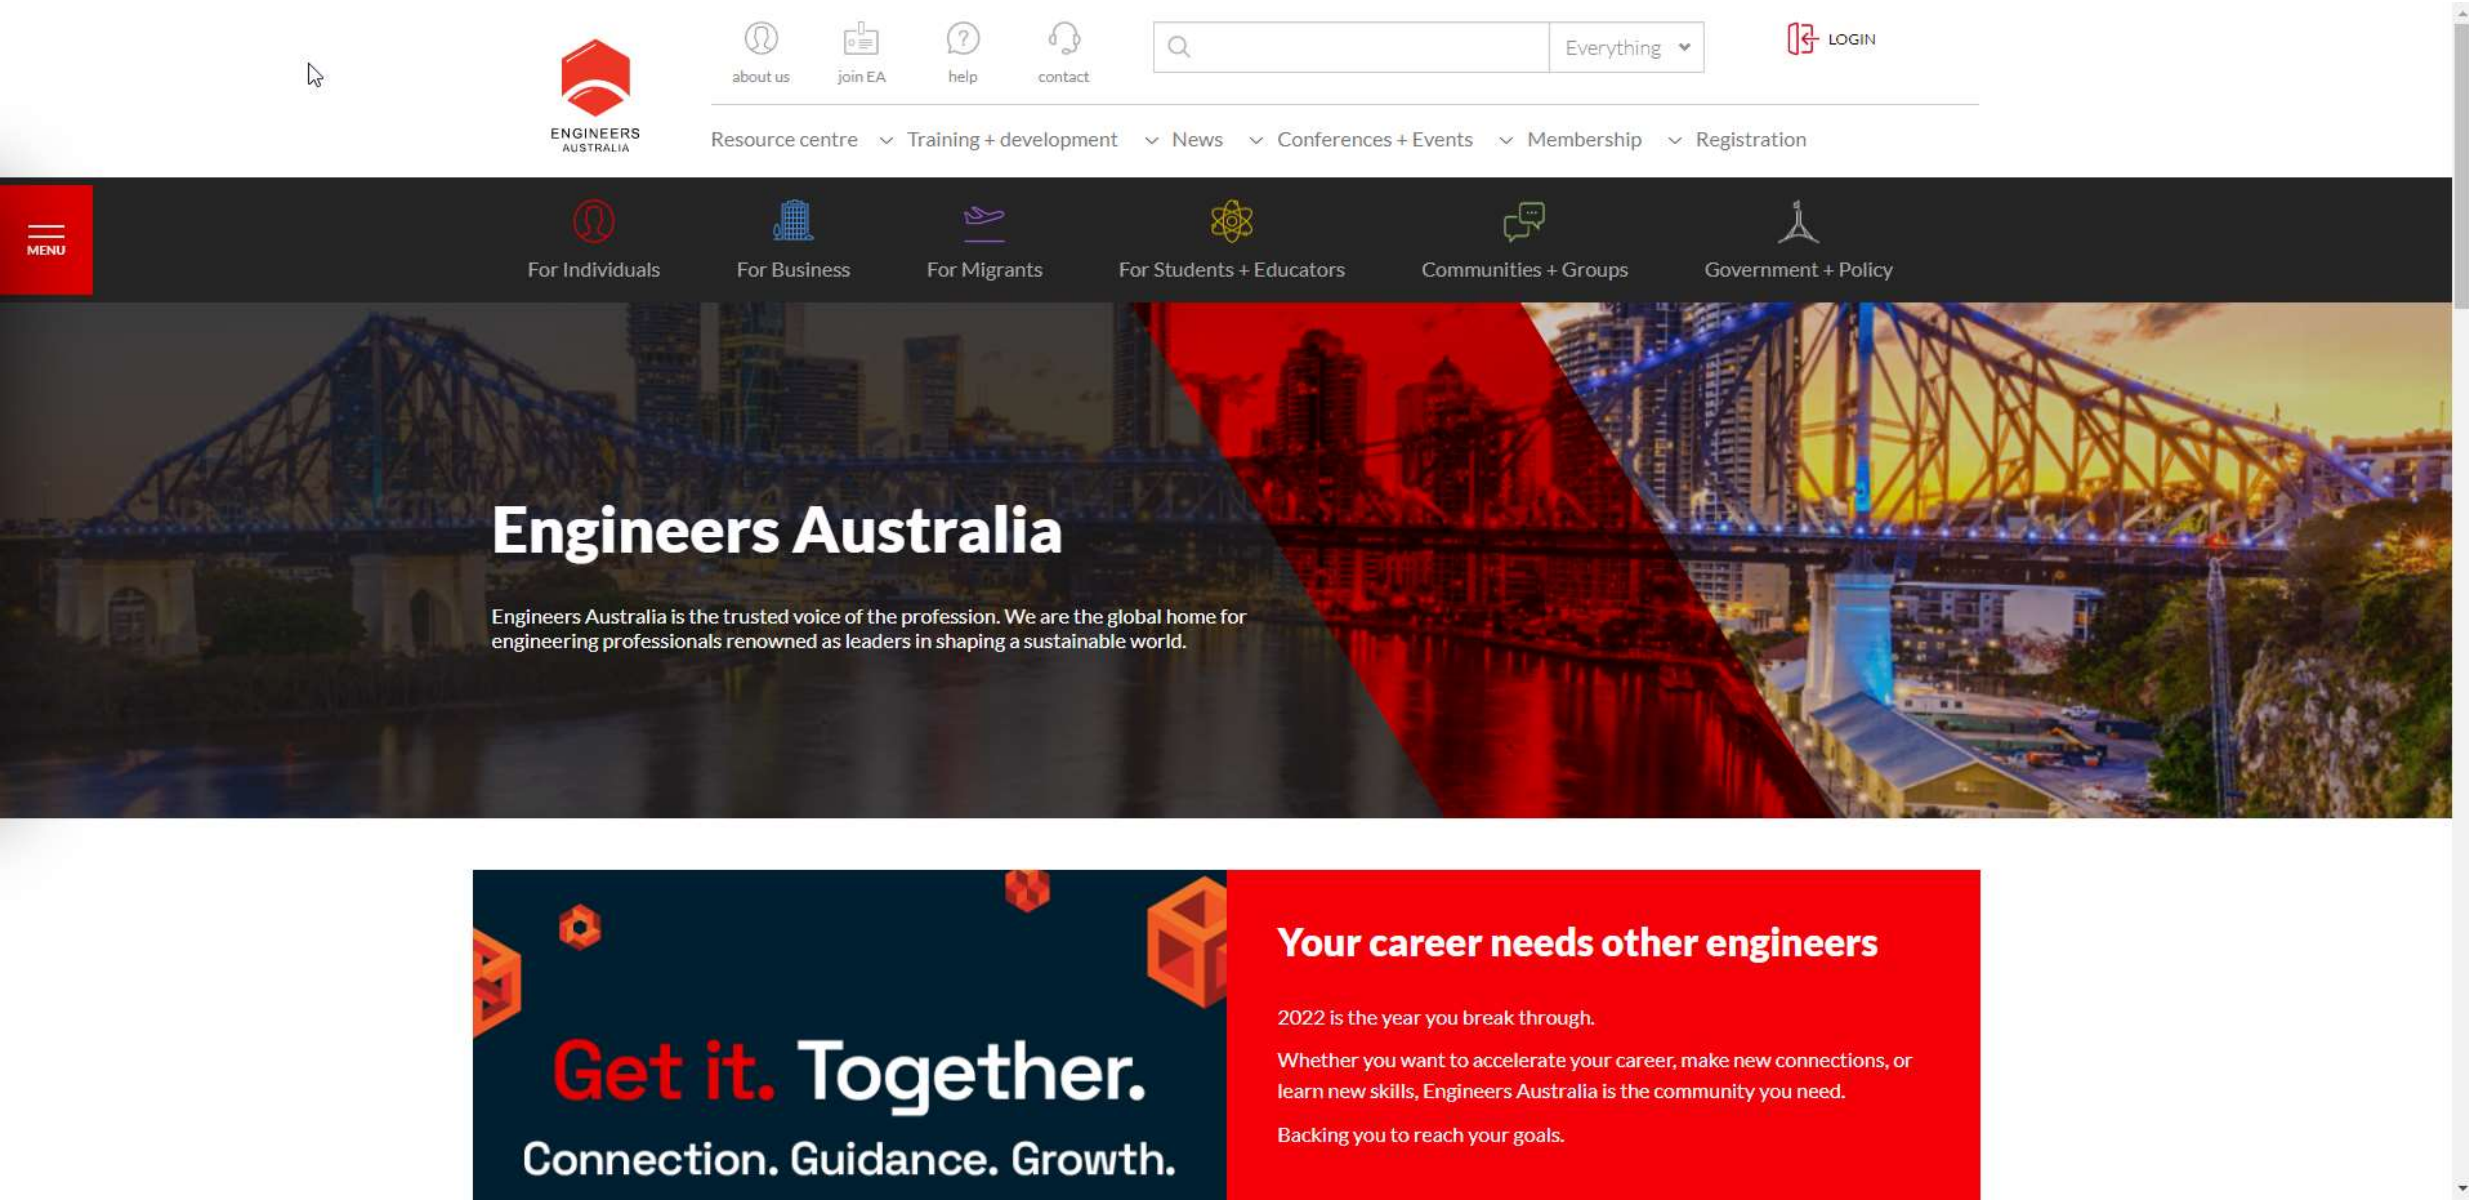 ENGINEERS
AUSTRALIA
about us
join EA
help
contact
Everything
LOGIN
Resource centre
Training + development
News
Conferences + Events
Membership
Registration
MENU
For Individuals
For Business
For Migrants
For Students + Educators
Communities + Groups
Government + Policy
Engineers Australia
Engineers Australia is the trusted voice of the profession. We are the global home for
engineering professionals renowned as leaders in shaping a sustainable world.
Get it. Together.
Connection. Guidance. Growth.
Your career needs other engineers
2022 is the year you break through.
Whether you want to accelerate your career, make new connections, or
learn new skills, Engineers Australia is the community you need.
Backing you to reach your goals.